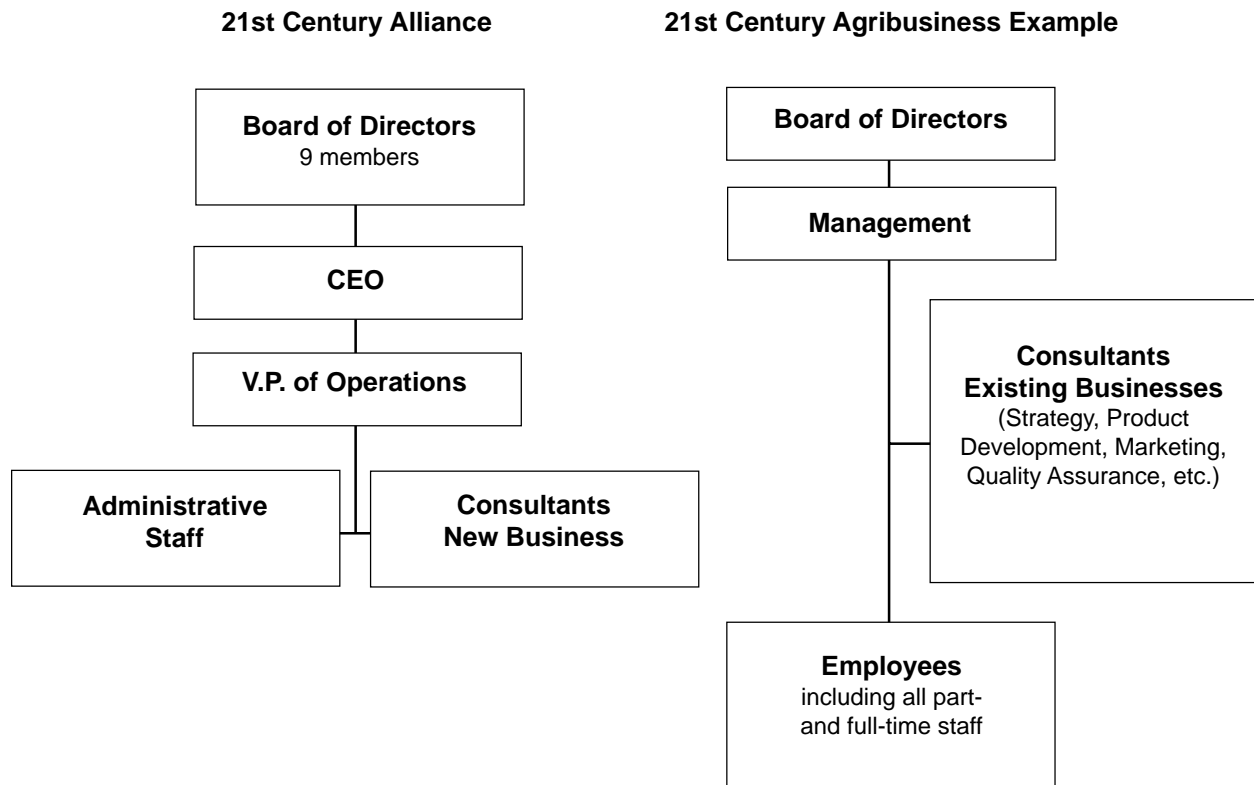 21st Century Alliance
Board of Directors
9 members
CEO
V.P. of Operations
Administrative
Staff
Consultants
New Business
21st Century Agribusiness Example
Board of Directors
Management
Consultants
Existing Businesses
(Strategy, Product
Development, Marketing,
Quality Assurance, etc.)
Employees
including all part-
and full-time staff